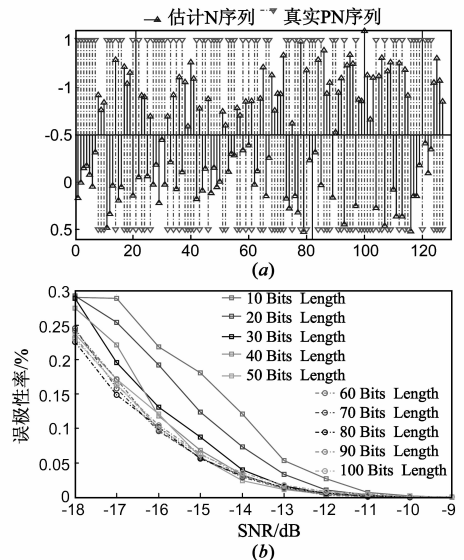 估计N序列 真实PN序列
1
-1
-0.5
0
0.5
0 20 40 60 80 100 120
(a)
0.3
0.25
0.2
0.15
0.1
0.05
0
误极性率/%
10 Bits Length
20 Bits Length
30 Bits Length
40 Bits Length
50 Bits Length
60 Bits Length
70 Bits Length
80 Bits Length
90 Bits Length
100 Bits Length
-18 -17 -16 -15 -14 -13 -12 -11 -10 -9
SNR/dB
(b)